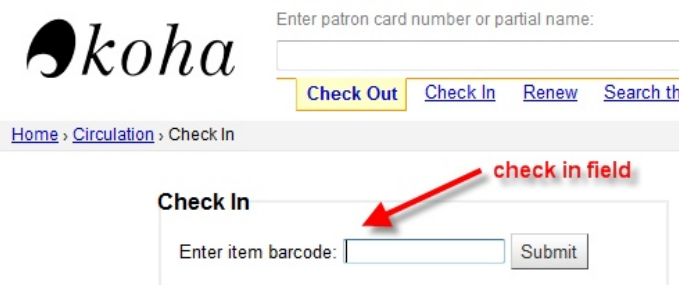 Enter patron card number or partial name:
koha
Check Out Check In Renew Search th
Home › Circulation › Check In
check in field
Check In
Enter item barcode: Submit